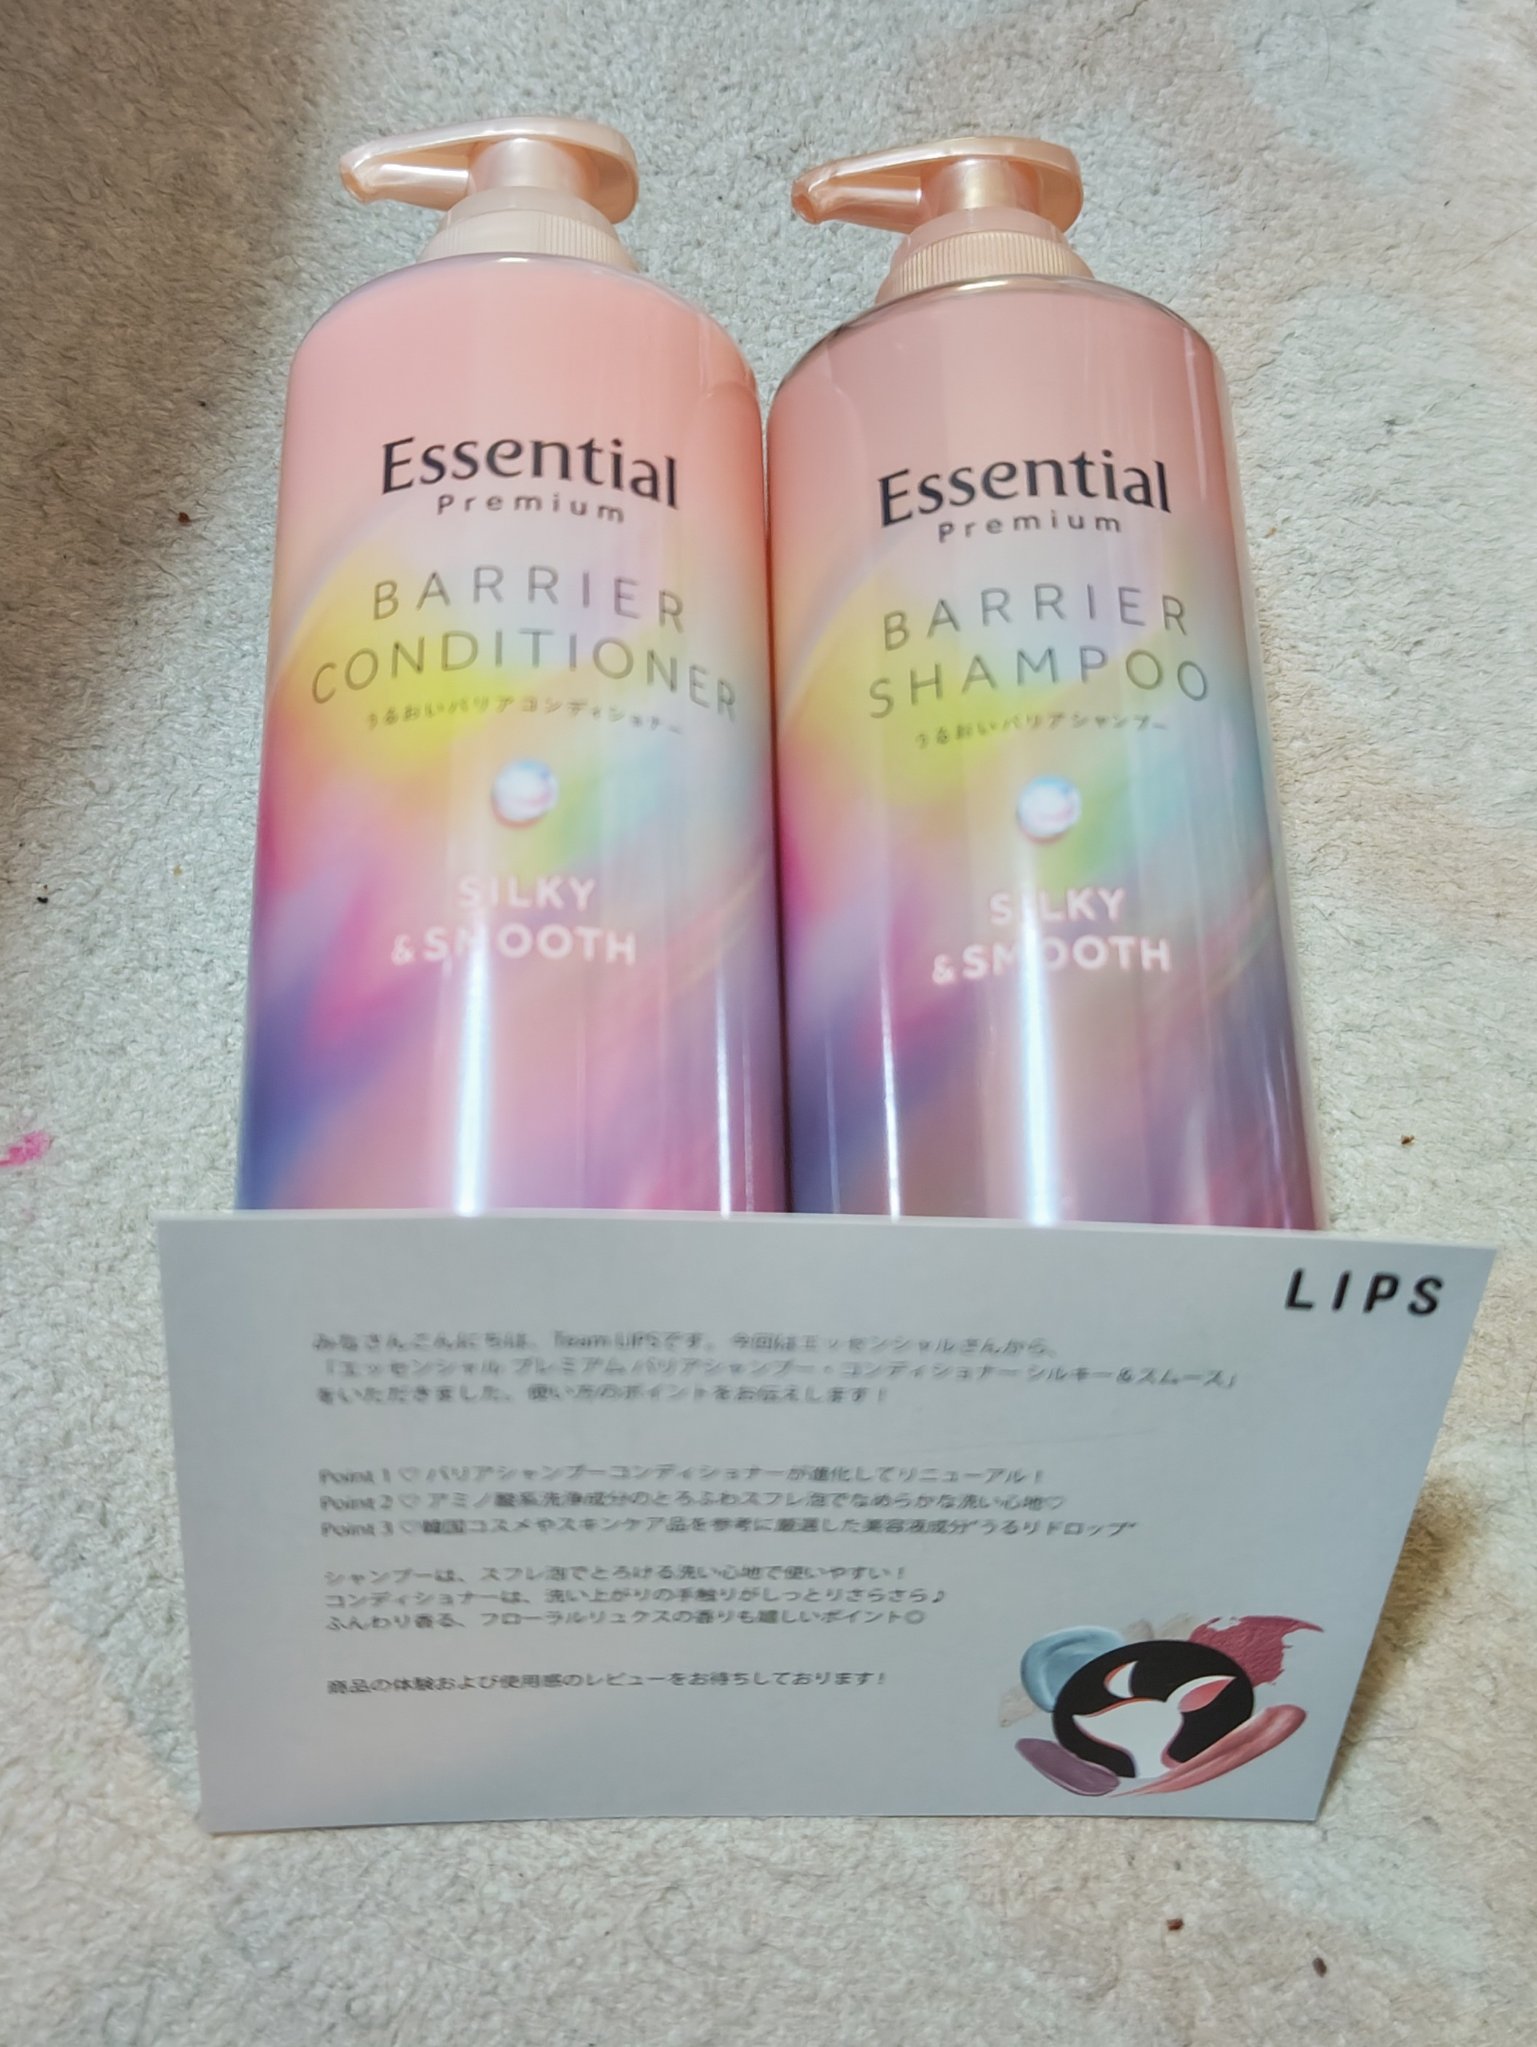 Essential
Premium
BARRIER
CONDITIONER
うるおいバリアコンディショナー
SILKY
&SMOOTH
Essential
Premium
BARRIER
SHAMPOO
うるおいバリアシャンプー
SILKY
&SMOOTH
LIPS
みなさんこんにちは、Team LIPSです。今回はエッセンシャルさんから、
「エッセンシャル プレミアム バリアシャンプー・コンディショナー シルキー&スムース」
をいただきました。使い方のポイントをお伝えします!
Point 1 ♡ バリアシャンプーコンディショナーが進化してリニューアル!
Point 2 ♡ アミノ酸系洗浄成分のとろふわスフレ泡でなめらかな洗い心地♡
Point 3 ♡ 韓国コスメやスキンケア品を参考に厳選した美容液成分"うるりドロップ"
シャンプーは、スフレ泡でとろける洗い心地で使いやすい!
コンディショナーは、洗い上がりの手触りがしっとりさらさら♪
ふんわり香る、フローラルリュクスの香りも嬉しいポイント◎
商品の体験および使用感のレビューをお待ちしております!